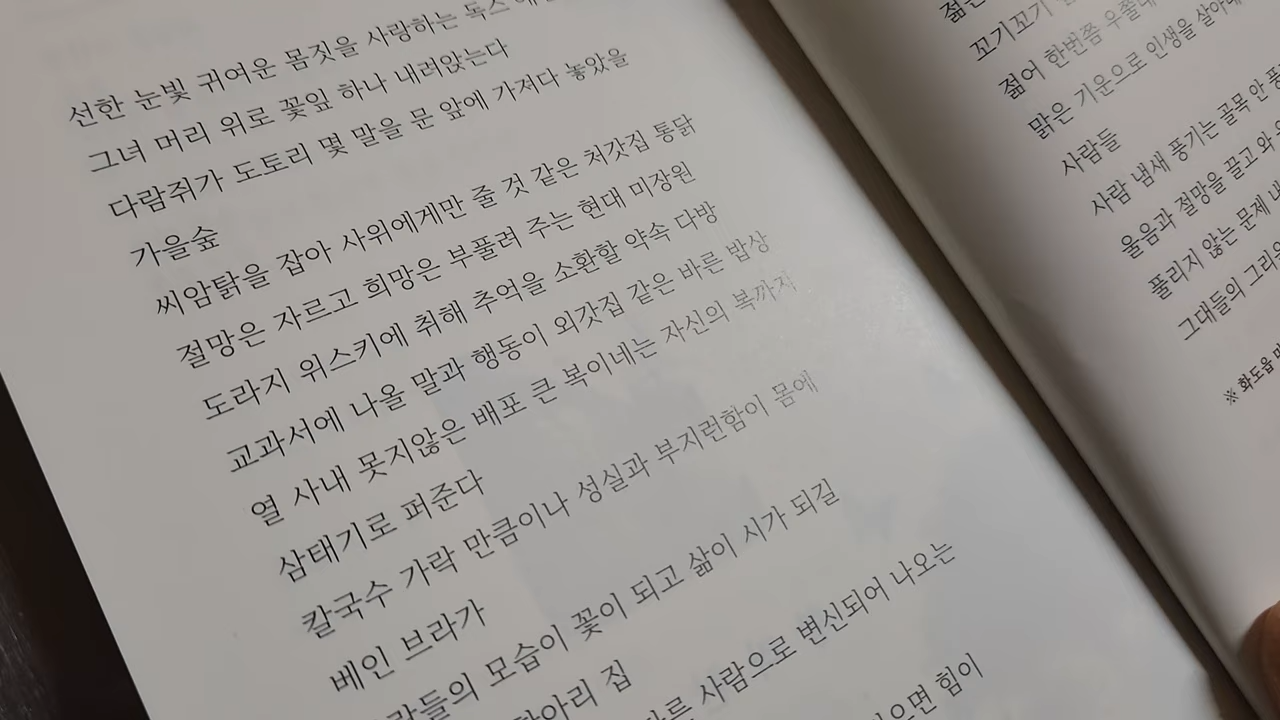 선한 눈빛 귀여운 몸짓을 사랑하는 독스
그녀 머리 위로 꽃잎 하나 내려앉는다
다람쥐가 도토리 몇 말을 문 앞에 가져다 놓았을
가을숲
씨암탉을 잡아 사위에게만 줄 것 같은 처갓집 통닭
절망은 자르고 희망은 부풀려 주는 현대 미장원
도라지 위스키에 취해 추억을 소환할 약속 다방
교과서에 나올 말과 행동이 외갓집 같은 바른 밥상
열 사내 못지않은 배포 큰 복이네는 자신의 복까지
삼태기로 퍼준다
칼국수 가락 만큼이나 성실과 부지런함이 몸에
베인 브라가
모습이 꽃이 되고 삶이 시가 되길
집
사람으로 변신되어 나오는
힘이
꼬기꼬기
젊어 한번쯤
맑은 기운으로 인생을
사람들
사람 냄새 풍기는 골목 안
울음과 절망을 끌고 와
풀리지 않는 문제
그대들의
※ 화도읍